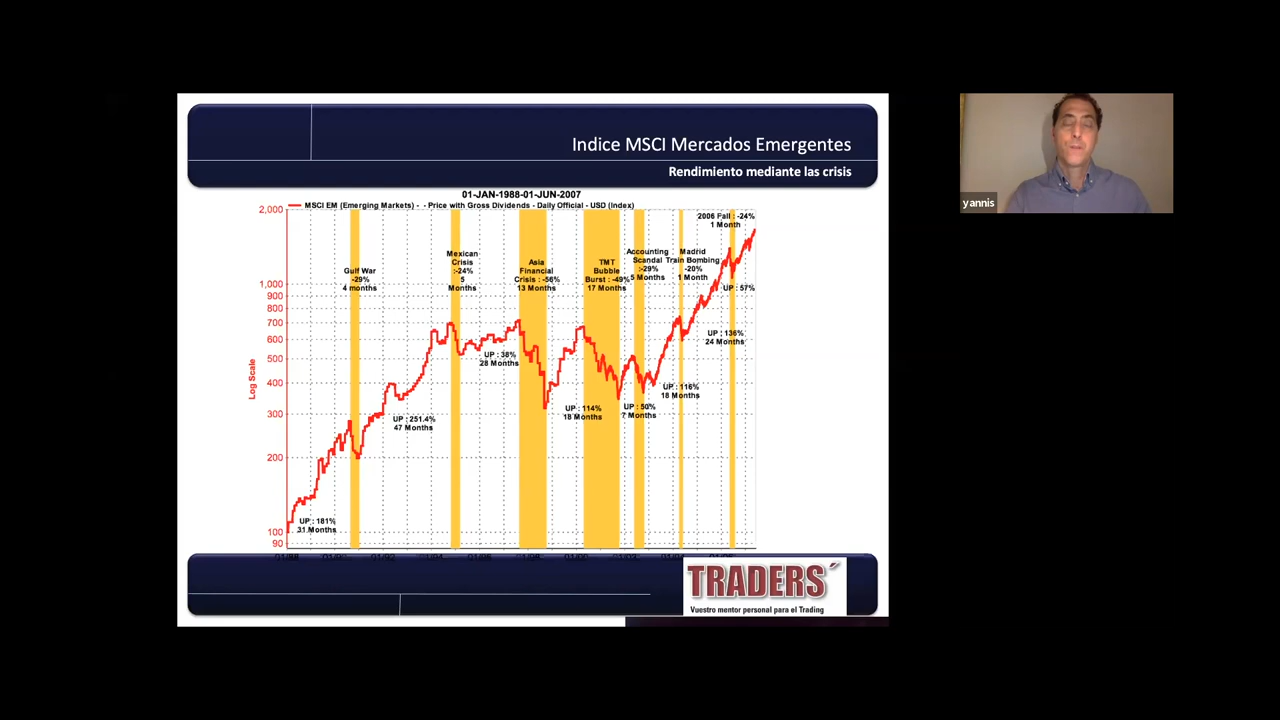 Indice MSCI Mercados Emergentes
Rendimiento mediante las crisis
01-JAN-1988-01-JUN-2007
MSCI EM (Emerging Markets) - - Price with Gross Dividends - Daily Official - USD (Index)
2,000
1,000
900
800
700
600
500
400
300
200
100
90
Log Scale
Gulf War
-29%
4 months
Mexican
Crisis
:-24%
5
Months
Asia
Financial
Crisis : -56%
13 Months
TMT
Bubble
Burst : -49%
17 Months
Accounting
Scandal
:-29%
5 Months
Madrid
Train Bombing
-20%
1 Month
2006 Fall : -24%
1 Month
UP : 181%
31 Months
UP : 251.4%
47 Months
UP : 38%
28 Months
UP : 114%
18 Months
UP : 50%
7 Months
UP : 116%
18 Months
UP : 136%
24 Months
UP : 57%
TRADERS´
Vuestro mentor personal para el Trading
yannis